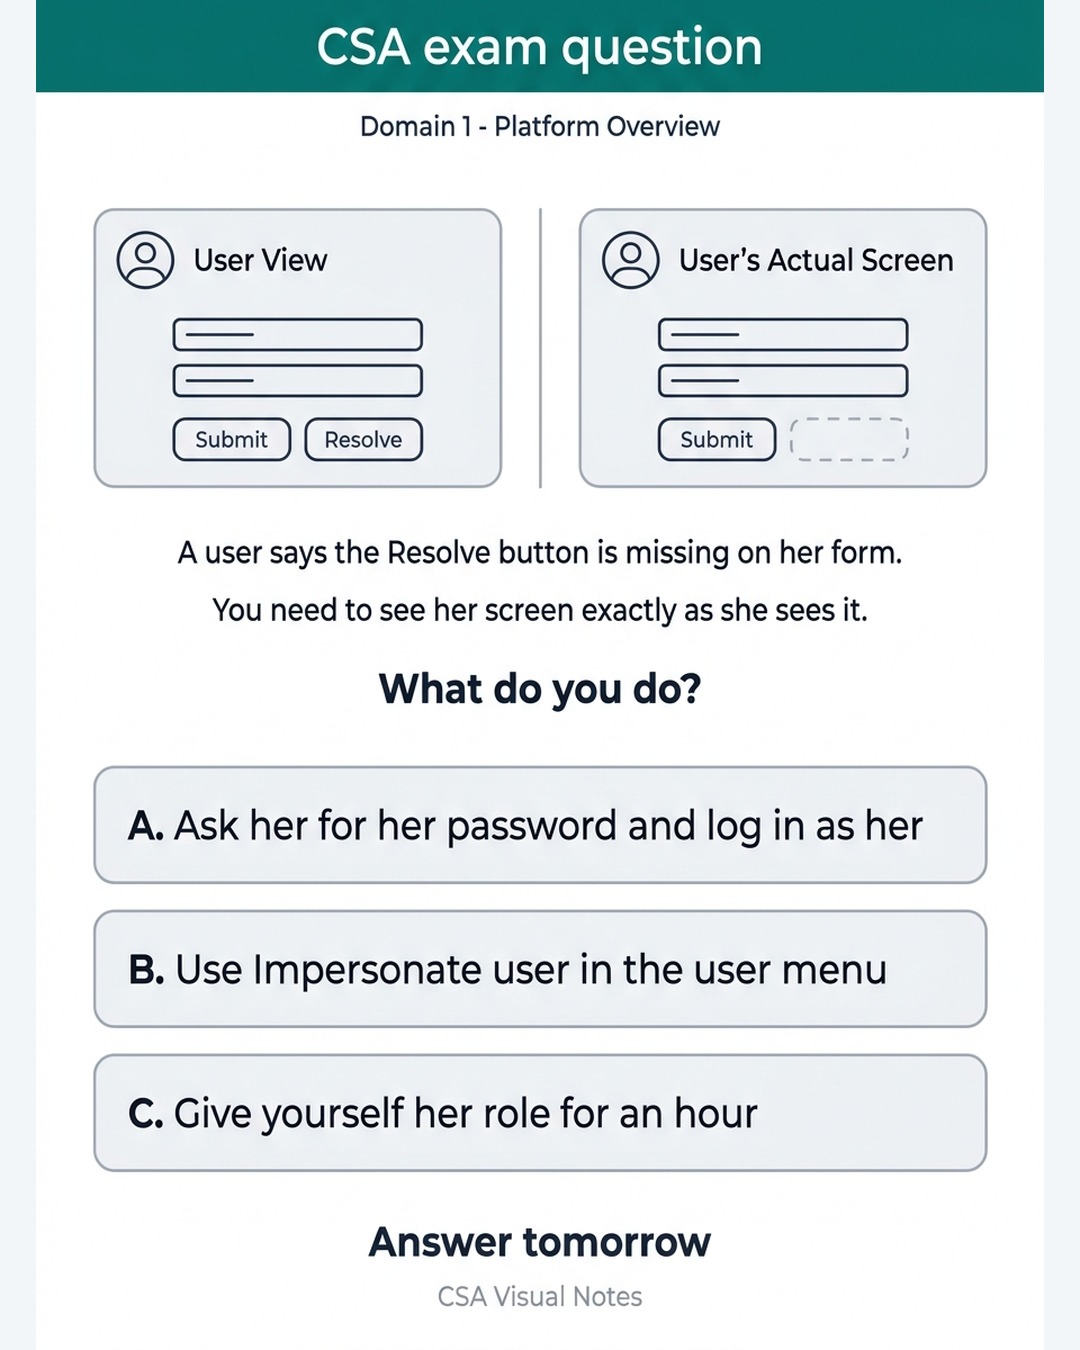 CSA exam question
Domain 1 - Platform Overview
User View
Submit
Resolve
User's Actual Screen
Submit
A user says the Resolve button is missing on her form.
You need to see her screen exactly as she sees it.
What do you do?
A. Ask her for her password and log in as her
B. Use Impersonate user in the user menu
C. Give yourself her role for an hour
Answer tomorrow
CSA Visual Notes